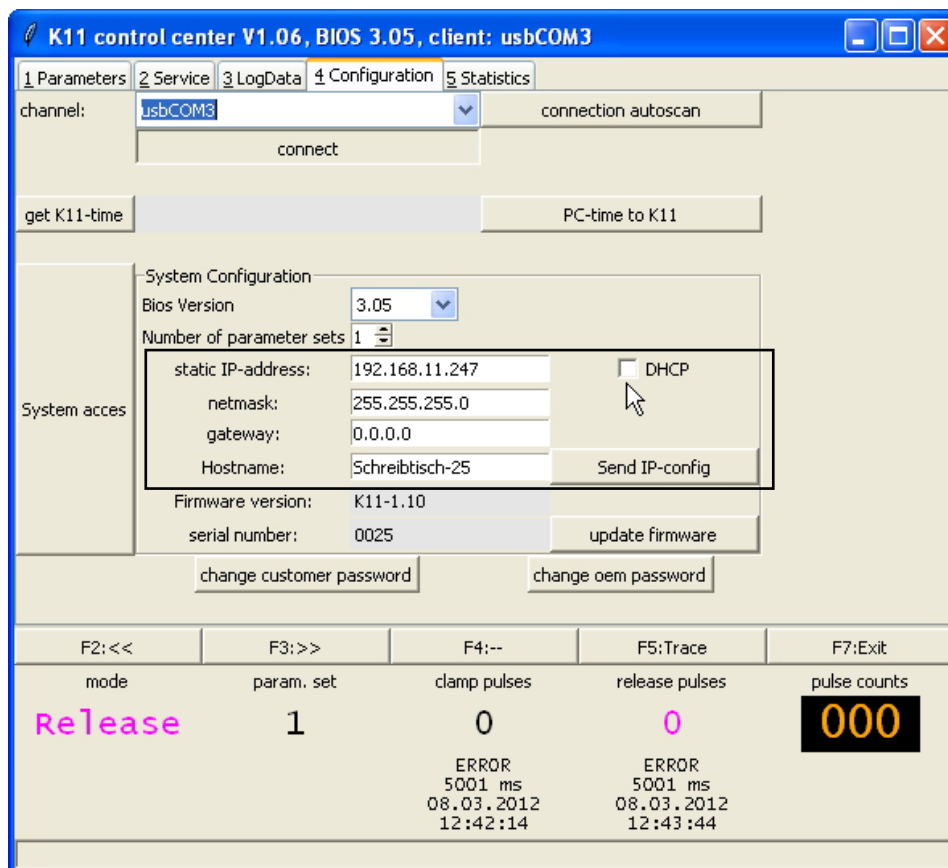 K11 control center V1.06, BIOS 3.05, client: usbCOM3
1 Parameters 2 Service 3 LogData 4 Configuration 5 Statistics
channel: usbCOM3 connection autoscan
connect
get K11-time PC-time to K11
System Configuration
Bios Version 3.05
Number of parameter sets 1
static IP-address: 192.168.11.247 DHCP
System acces
netmask: 255.255.255.0
gateway: 0.0.0.0
Hostname: Schreibtisch-25 Send IP-config
Firmware version: K11-1.10
serial number: 0025 update firmware
change customer password change oem password
F2:<< F3:>> F4:-- F5:Trace F7:Exit
mode param. set clamp pulses release pulses pulse counts
Release 1 0 0 000
ERROR ERROR
5001 ms 5001 ms
08.03.2012 08.03.2012
12:42:14 12:43:44